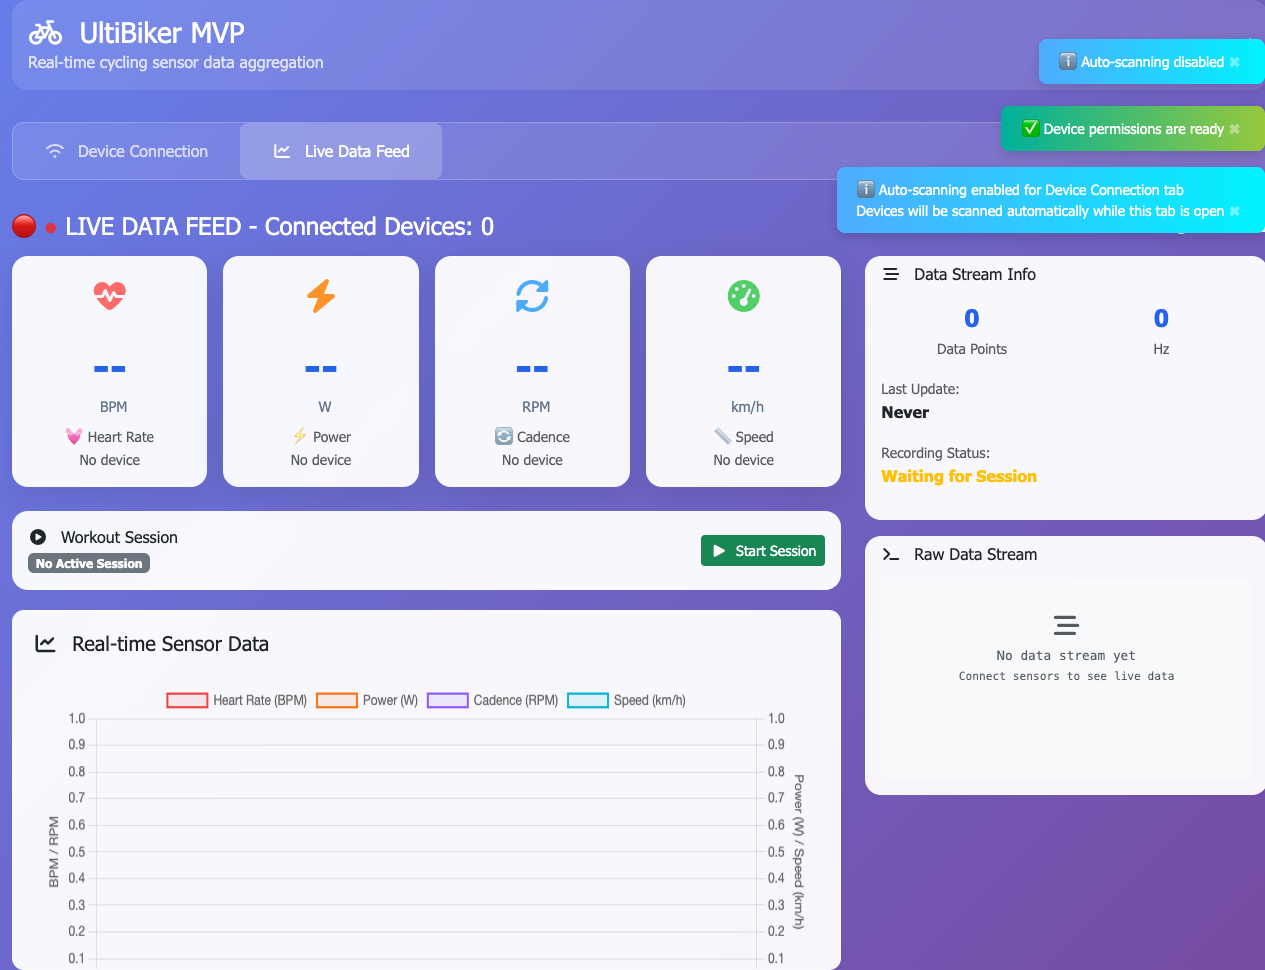 UltiBiker MVP
Real-time cycling sensor data aggregation
ℹ️ Auto-scanning disabled ✖
✅ Device permissions are ready ✖
ℹ️ Auto-scanning enabled for Device Connection tab
Devices will be scanned automatically while this tab is open ✖
Device Connection
Live Data Feed
LIVE DATA FEED - Connected Devices: 0
--
BPM
💓 Heart Rate
No device
--
W
⚡ Power
No device
--
RPM
🔄 Cadence
No device
--
km/h
📏 Speed
No device
Data Stream Info
0
Data Points
0
Hz
Last Update:
Never
Recording Status:
Waiting for Session
Workout Session
No Active Session
Start Session
Raw Data Stream
No data stream yet
Connect sensors to see live data
Real-time Sensor Data
Heart Rate (BPM)
Power (W)
Cadence (RPM)
Speed (km/h)
BPM / RPM
1.0
0.9
0.8
0.7
0.6
0.5
0.4
0.3
0.2
0.1
1.0
0.9
0.8
0.7
0.6
0.5
0.4
0.3
0.2
0.1
Power (W) / Speed (km/h)